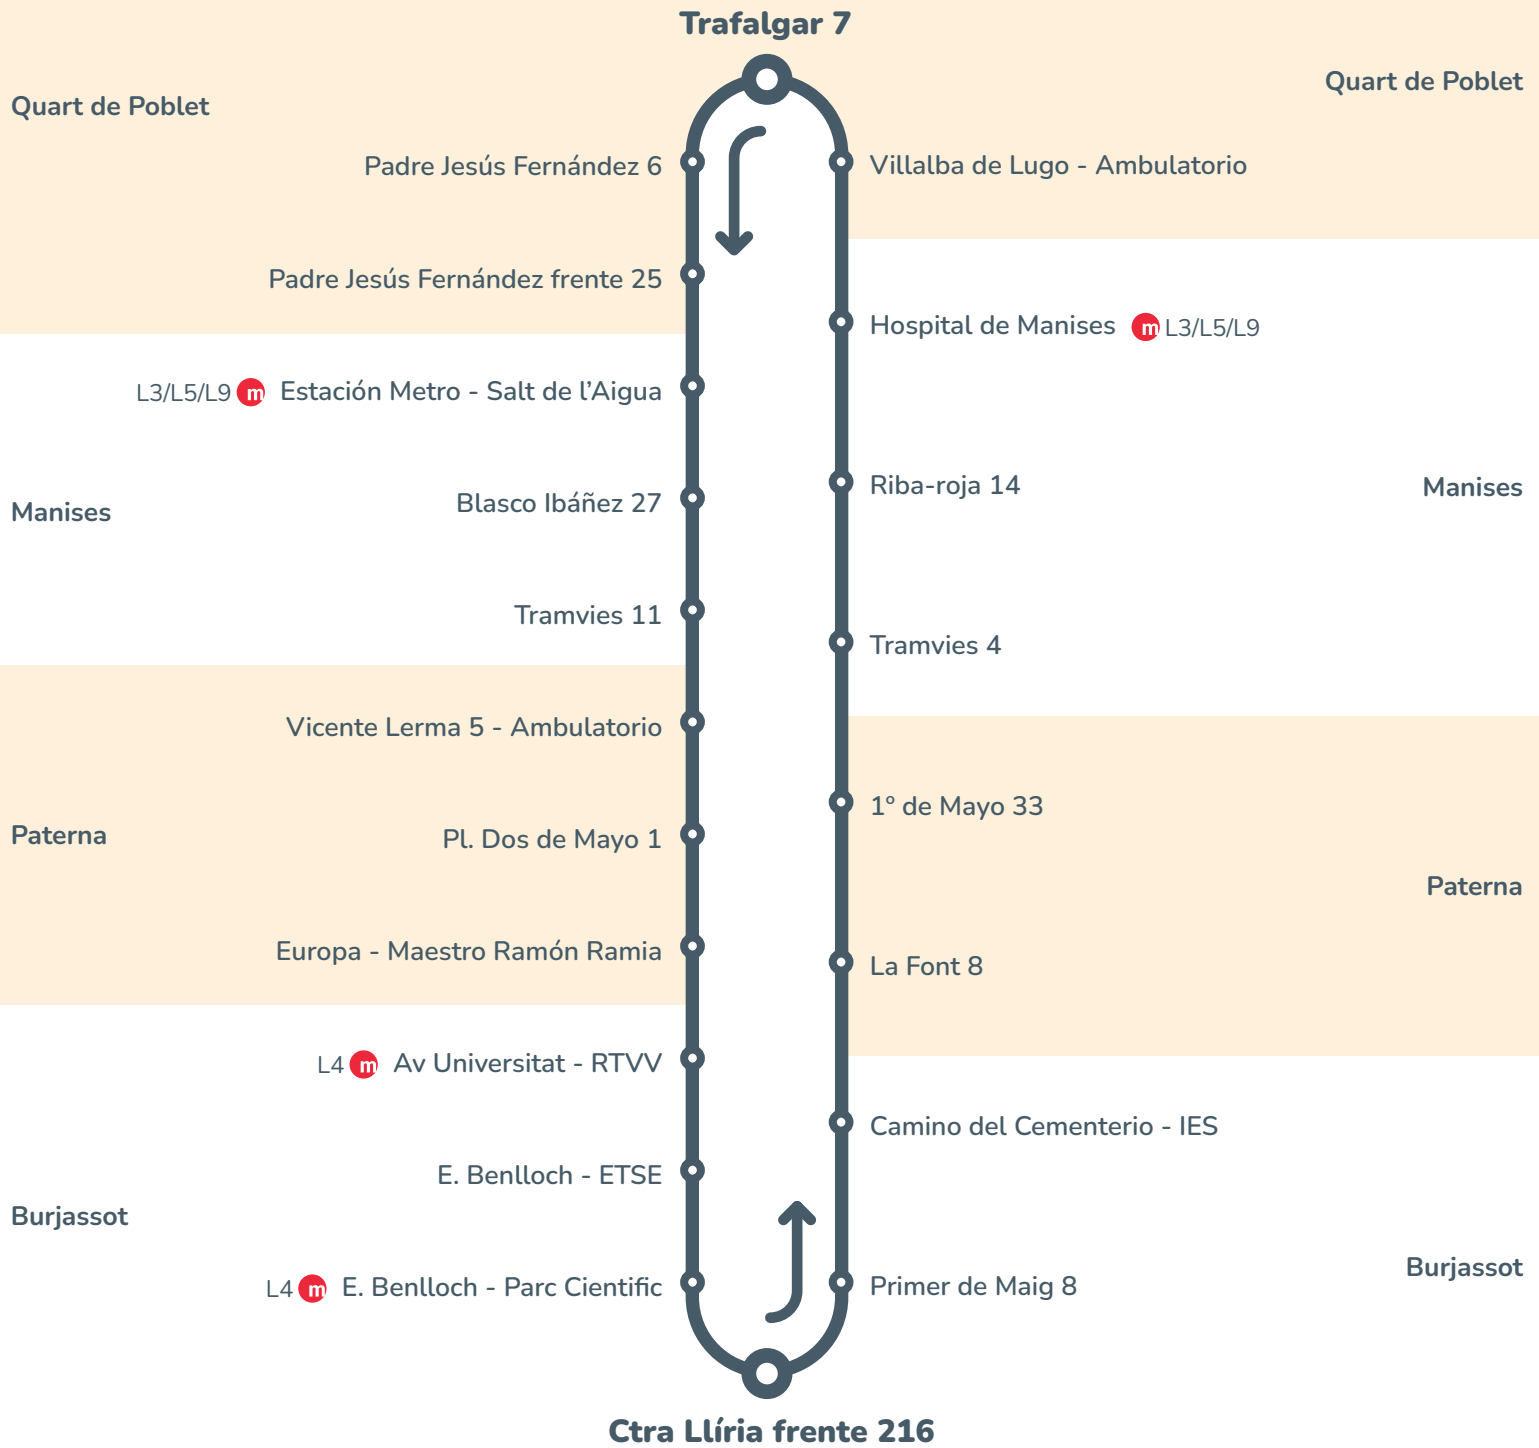 Trafalgar 7
Quart de Poblet
Quart de Poblet
Padre Jesús Fernández 6
Villalba de Lugo - Ambulatorio
Padre Jesús Fernández frente 25
Hospital de Manises m L3/L5/L9
L3/L5/L9 m Estación Metro - Salt de l’Aigua
Riba-roja 14
Manises
Blasco Ibáñez 27
Manises
Tramvies 11
Tramvies 4
Vicente Lerma 5 - Ambulatorio
1º de Mayo 33
Paterna
Pl. Dos de Mayo 1
Paterna
Europa - Maestro Ramón Ramia
La Font 8
L4 m Av Universitat - RTVV
Camino del Cementerio - IES
E. Benlloch - ETSE
Burjassot
Burjassot
L4 m E. Benlloch - Parc Cientific
Primer de Maig 8
Ctra Llíria frente 216